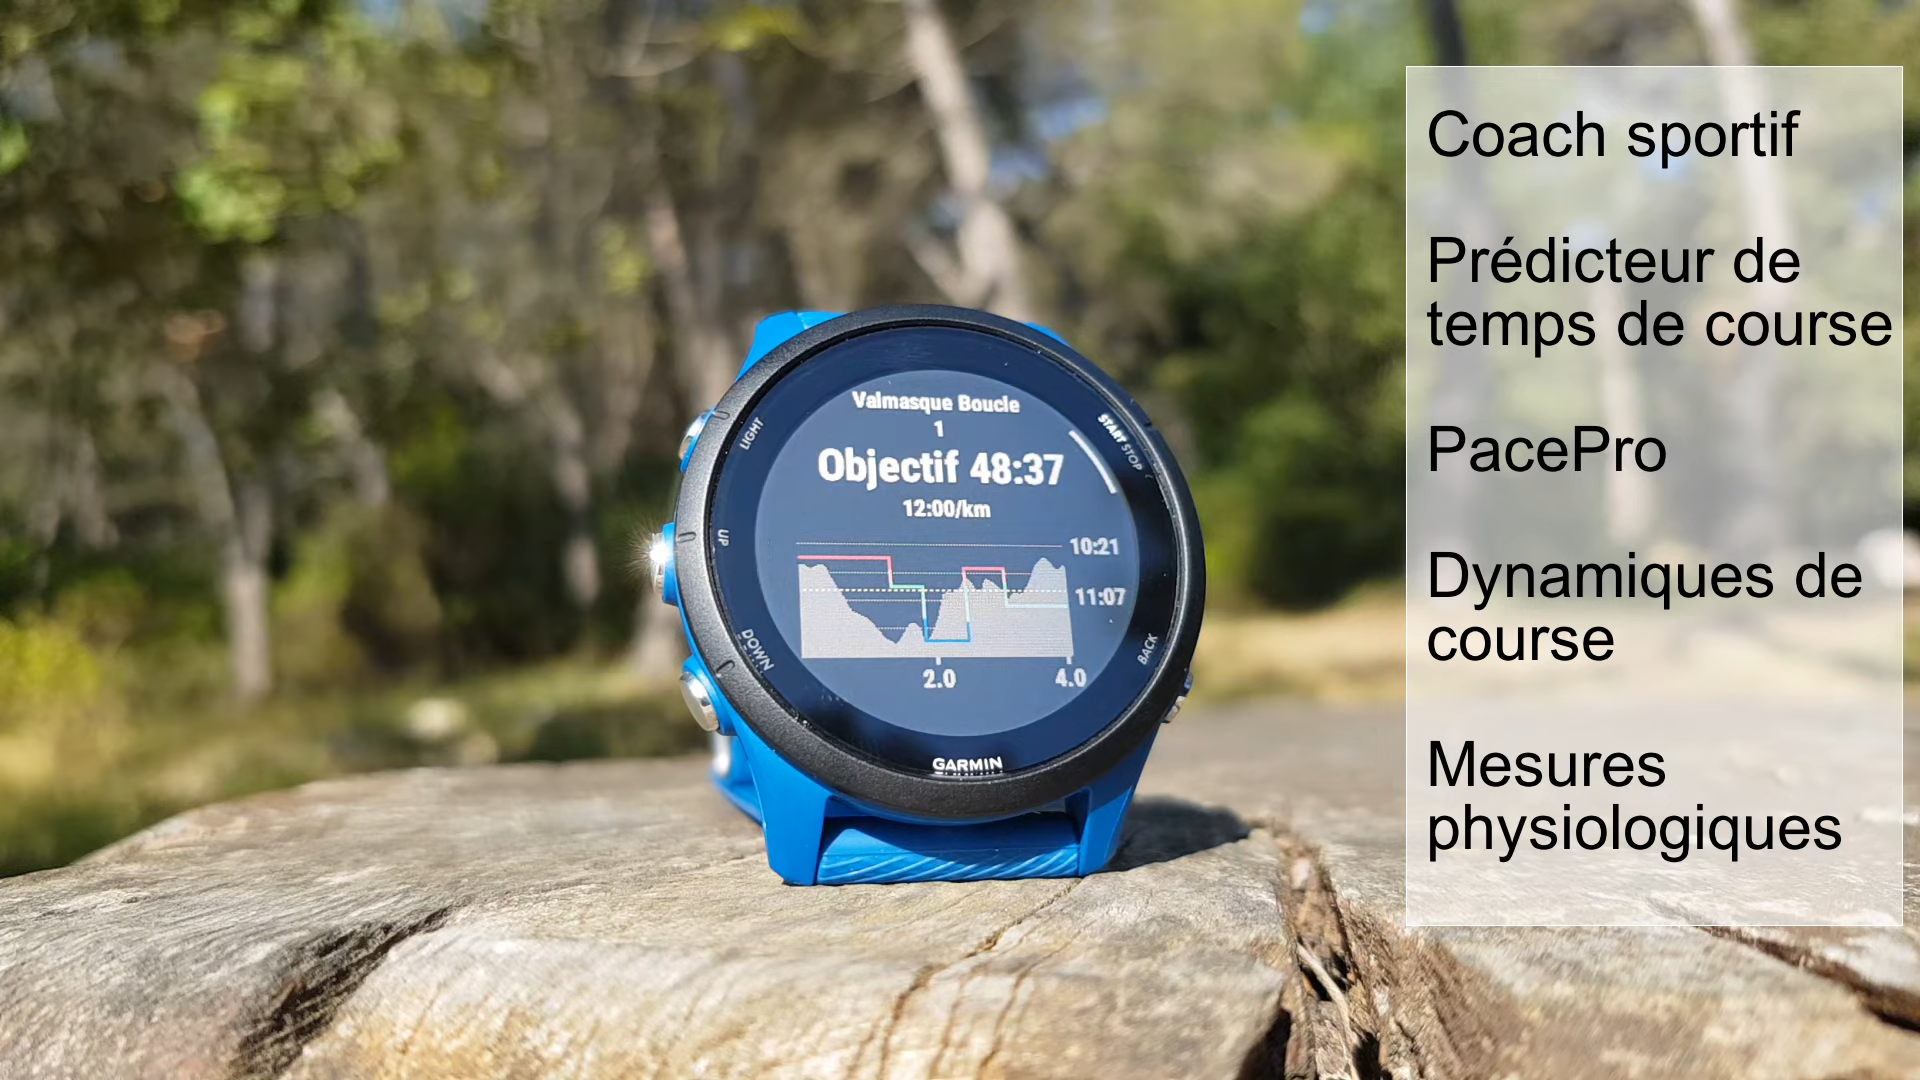 Coach sportif
Prédicteur de
temps de course
PacePro
Dynamiques de
course
Mesures
physiologiques
Valmasque Boucle
1
Objectif 48:37
12:00/km
10:21
11:07
2.0
4.0
LIGHT
START STOP
UP
DOWN
BACK
GARMIN